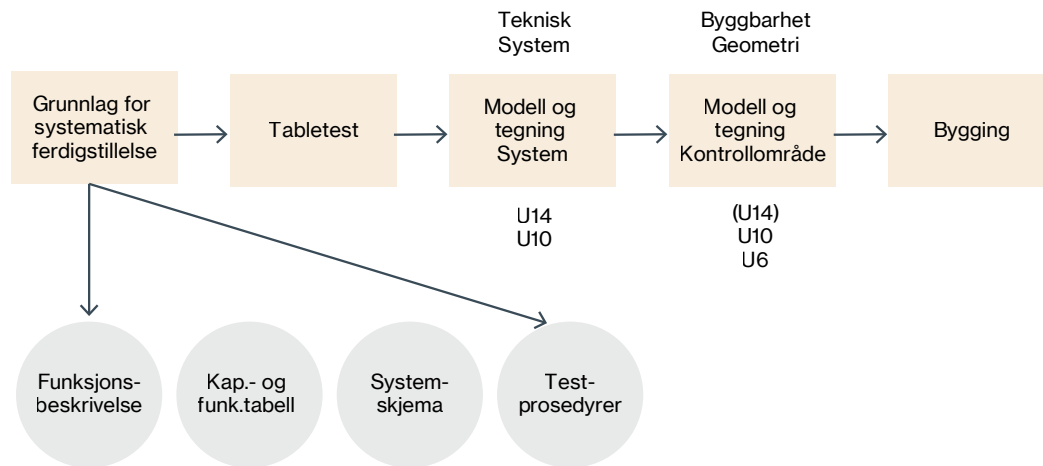 Teknisk
System
Byggbarhet
Geometri
Grunnlag for
systematisk
ferdigstillelse
Tabletest
Modell og
tegning
System
Modell og
tegning
Kontrollområde
Bygging
U14
U10
(U14)
U10
U6
Funksjons-
beskrivelse
Kap.- og
funk.tabell
System-
skjema
Test-
prosedyrer